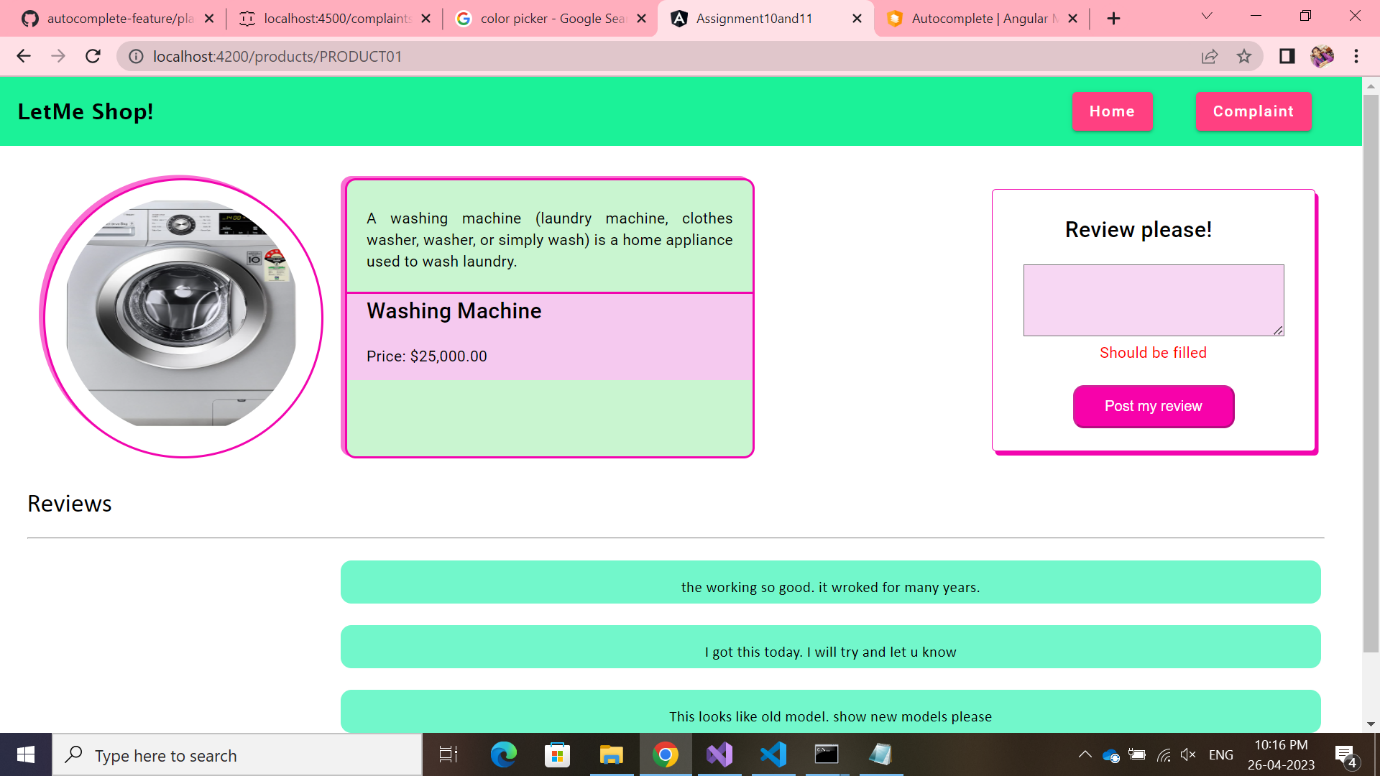 autocomplete-feature/pla
localhost:4500/complaints
color picker - Google Sea
Assignment10and11
Autocomplete | Angular M
localhost:4200/products/PRODUCT01
LetMe Shop!
Home
Complaint
A washing machine (laundry machine, clothes
washer, washer, or simply wash) is a home appliance
used to wash laundry.
Washing Machine
Price: $25,000.00
Review please!
Should be filled
Post my review
Reviews
the working so good. it wroked for many years.
I got this today. I will try and let u know
This looks like old model. show new models please
Type here to search
ENG
10:16 PM
26-04-2023
4